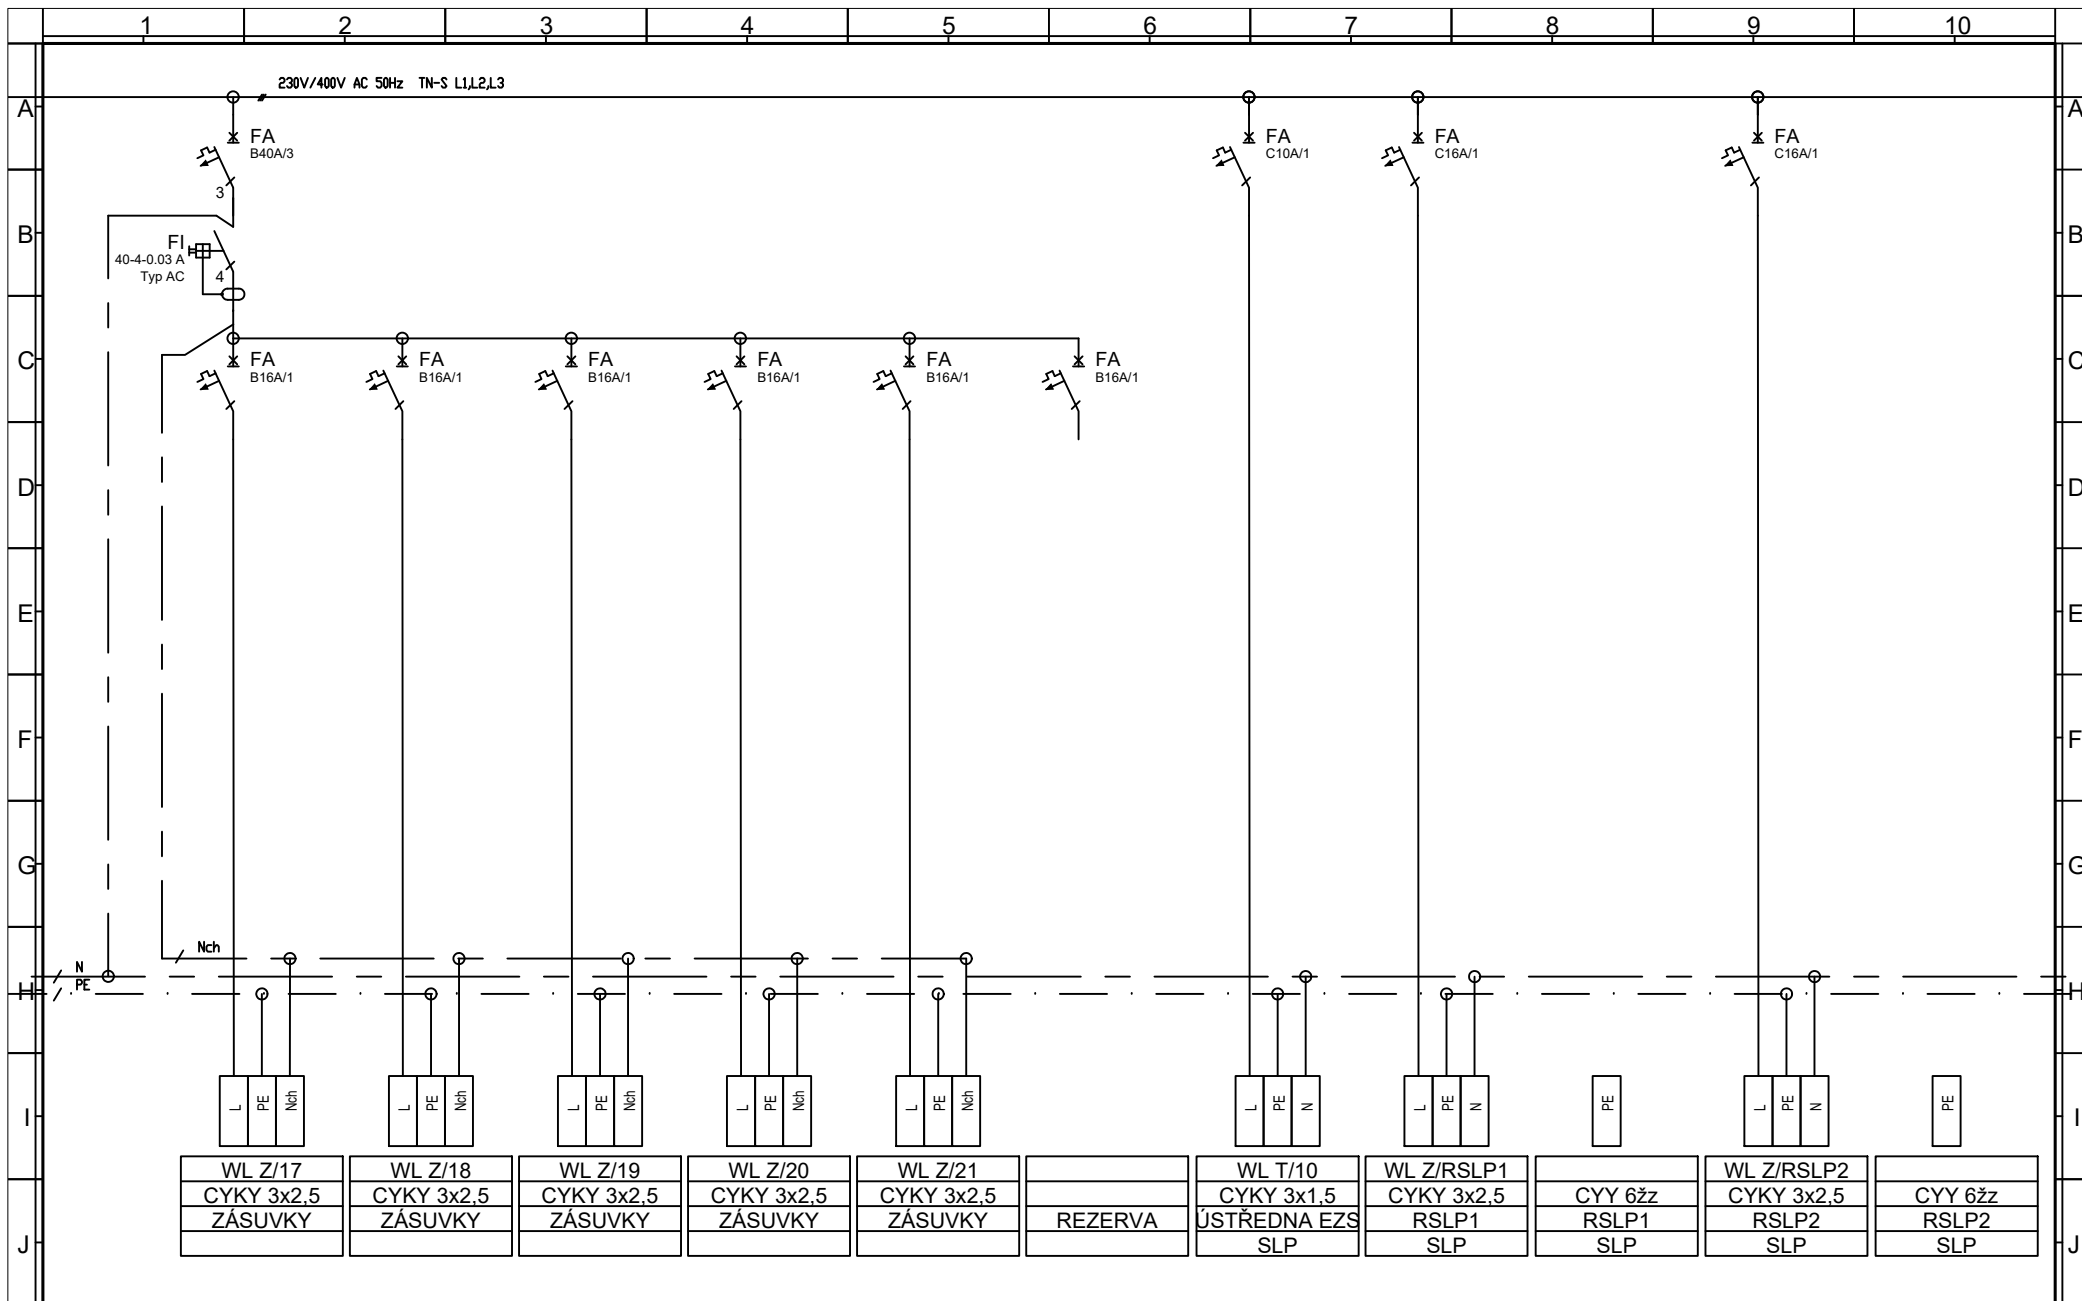 1 2 3 4 5 6 7 8 9 10
230V/400V AC 50Hz TN-S L1,L2,L3
A A
FA FA FA FA
B40A/3 C10A/1 C16A/1 C16A/1
3
B B
FI
40-4-0.03 A
Typ AC 4
C C
FA FA FA FA FA FA
B16A/1 B16A/1 B16A/1 B16A/1 B16A/1 B16A/1
D D
E E
F F
G G
Nch
N
PE
H H
L PE Nch L PE Nch L PE Nch L PE Nch L PE Nch L PE N L PE N PE L PE N PE
I I
WL Z/17 WL Z/18 WL Z/19 WL Z/20 WL Z/21 WL T/10 WL Z/RSLP1 WL Z/RSLP2
CYKY 3x2,5 CYKY 3x2,5 CYKY 3x2,5 CYKY 3x2,5 CYKY 3x2,5 CYKY 3x1,5 CYKY 3x2,5 CYY 6žz CYKY 3x2,5 CYY 6žz
ZÁSUVKY ZÁSUVKY ZÁSUVKY ZÁSUVKY ZÁSUVKY REZERVA ÚSTŘEDNA EZS RSLP1 RSLP1 RSLP2 RSLP2
J SLP SLP SLP SLP SLP J